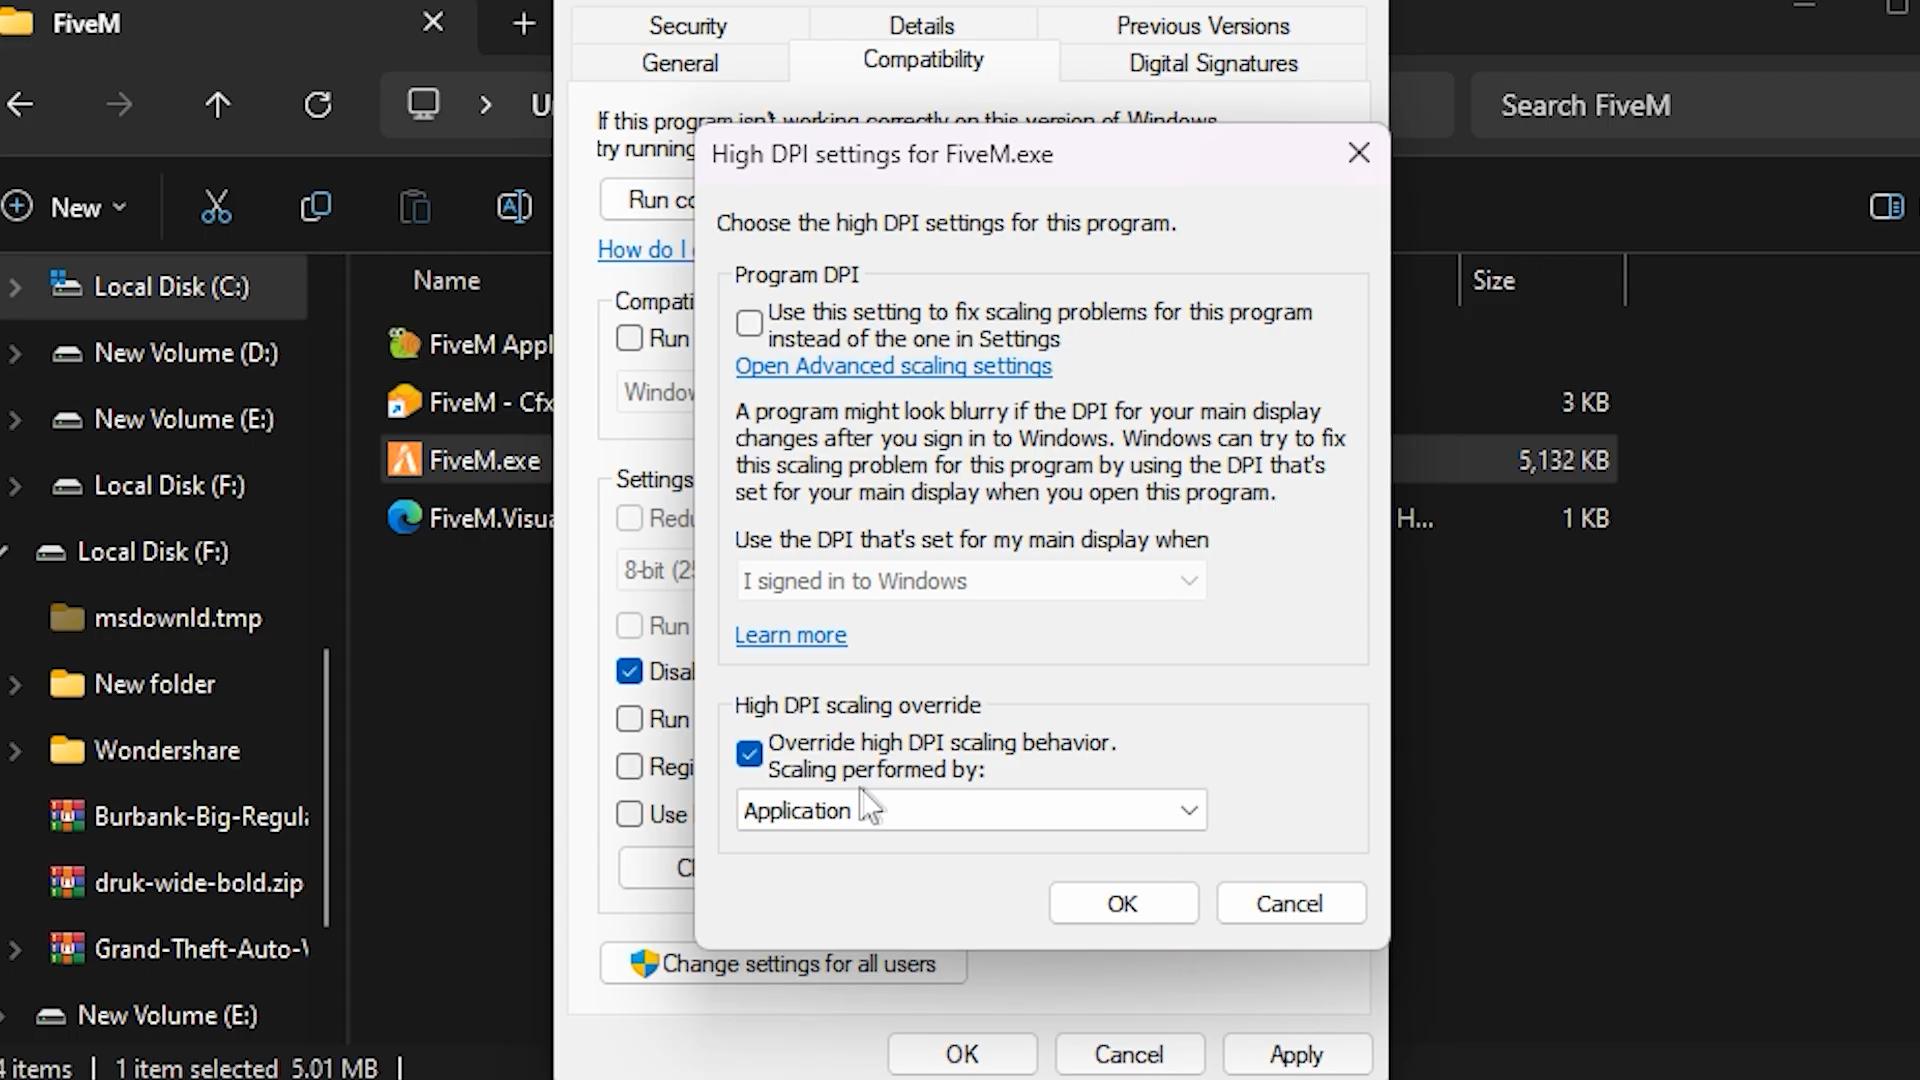 FiveM
Search FiveM
New
Local Disk (C:)
New Volume (D:)
New Volume (E:)
Local Disk (F:)
Local Disk (F:)
msdownld.tmp
New folder
Wondershare
Burbank-Big-Regul
druk-wide-bold.zip
Grand-Theft-Auto-
New Volume (E:)
4 items
1 item selected 5.01 MB
Name
Size
FiveM Appl
FiveM - Cfx
3 KB
FiveM.exe
5,132 KB
FiveM.Visua
H...
1 KB
Security
Details
Previous Versions
General
Compatibility
Digital Signatures
If this program isn't working correctly on this version of Windows,
try running
Run co
How do I
Compati
Run
Window
Settings
Redu
8-bit (25
Run
Disal
Run
Regi
Use
Change settings for all users
OK
Cancel
Apply
High DPI settings for FiveM.exe
Choose the high DPI settings for this program.
Program DPI
Use this setting to fix scaling problems for this program
instead of the one in Settings
Open Advanced scaling settings
A program might look blurry if the DPI for your main display
changes after you sign in to Windows. Windows can try to fix
this scaling problem for this program by using the DPI that's
set for your main display when you open this program.
Use the DPI that's set for my main display when
I signed in to Windows
Learn more
High DPI scaling override
Override high DPI scaling behavior.
Scaling performed by:
Application
OK
Cancel